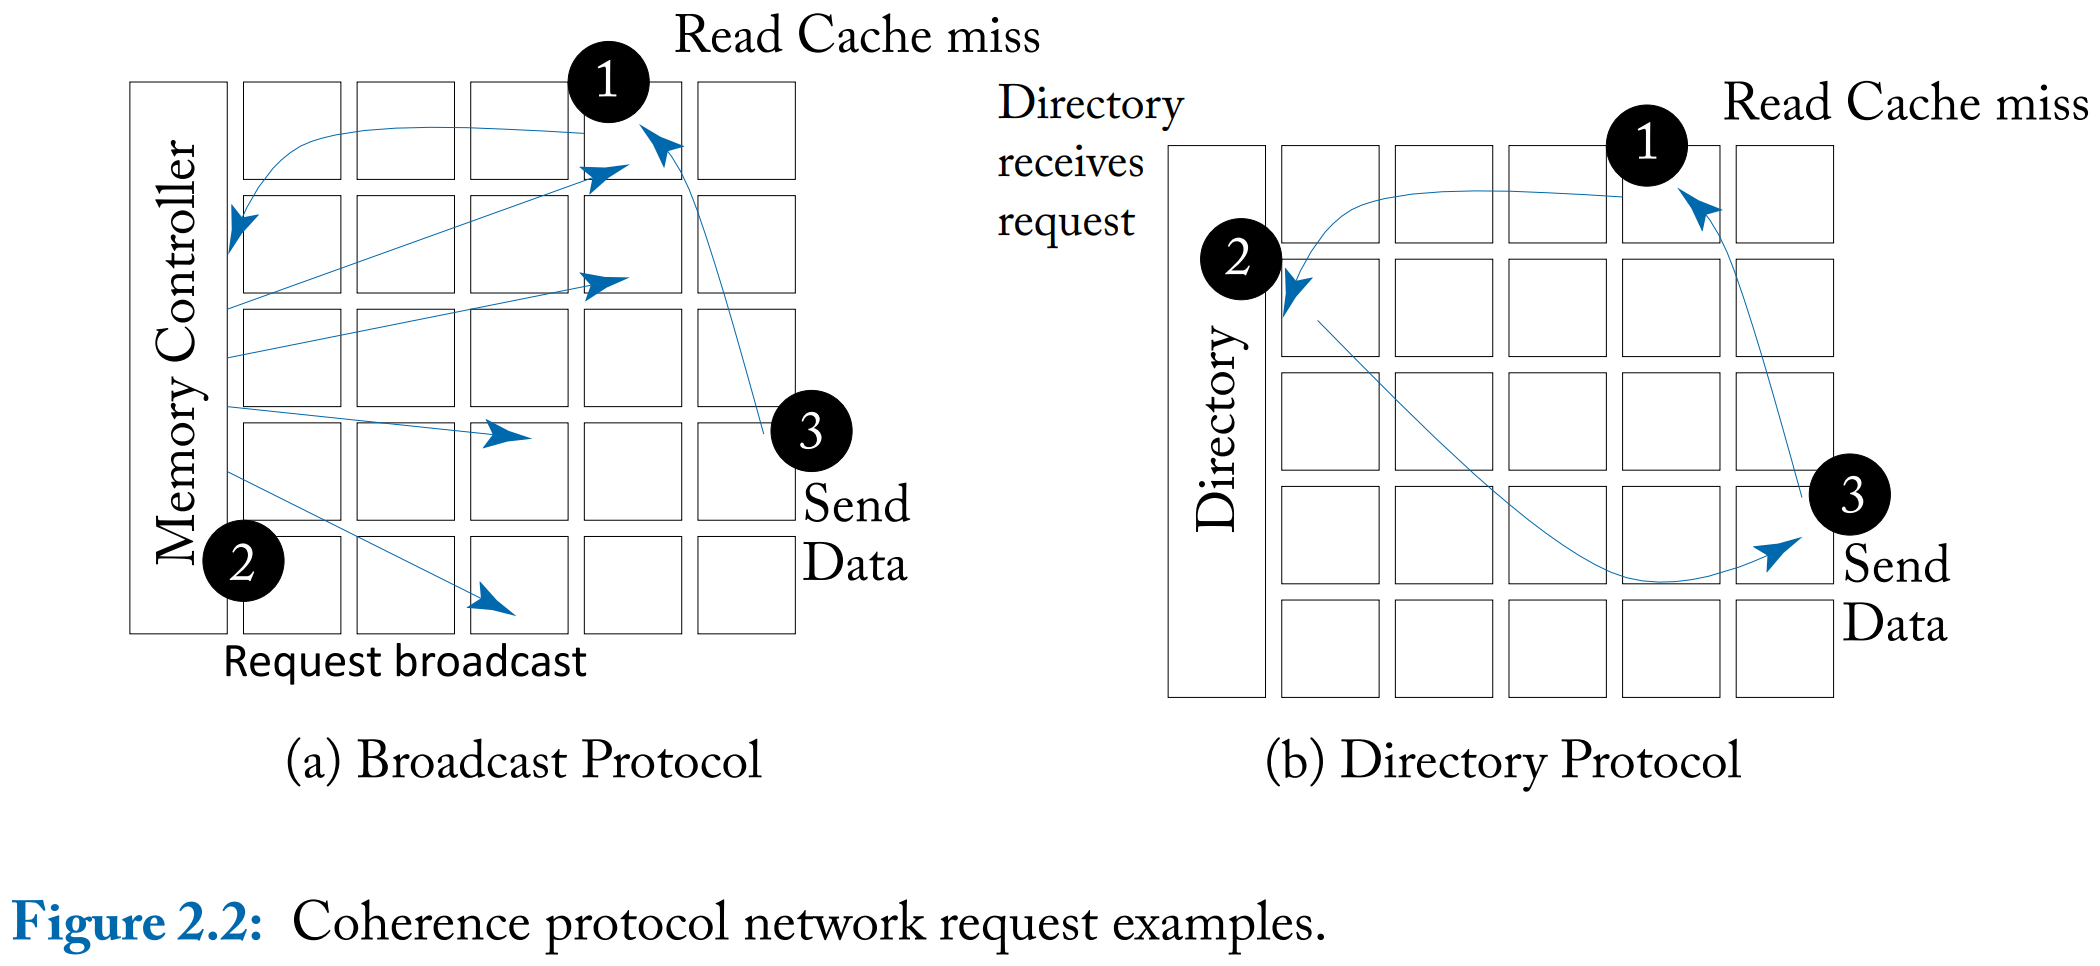 Read Cache miss
1
Memory Controller
3
Send
Data
2
Request broadcast
(a) Broadcast Protocol
Directory
receives
request
Read Cache miss
1
2
Directory
3
Send
Data
(b) Directory Protocol
Figure 2.2: Coherence protocol network request examples.